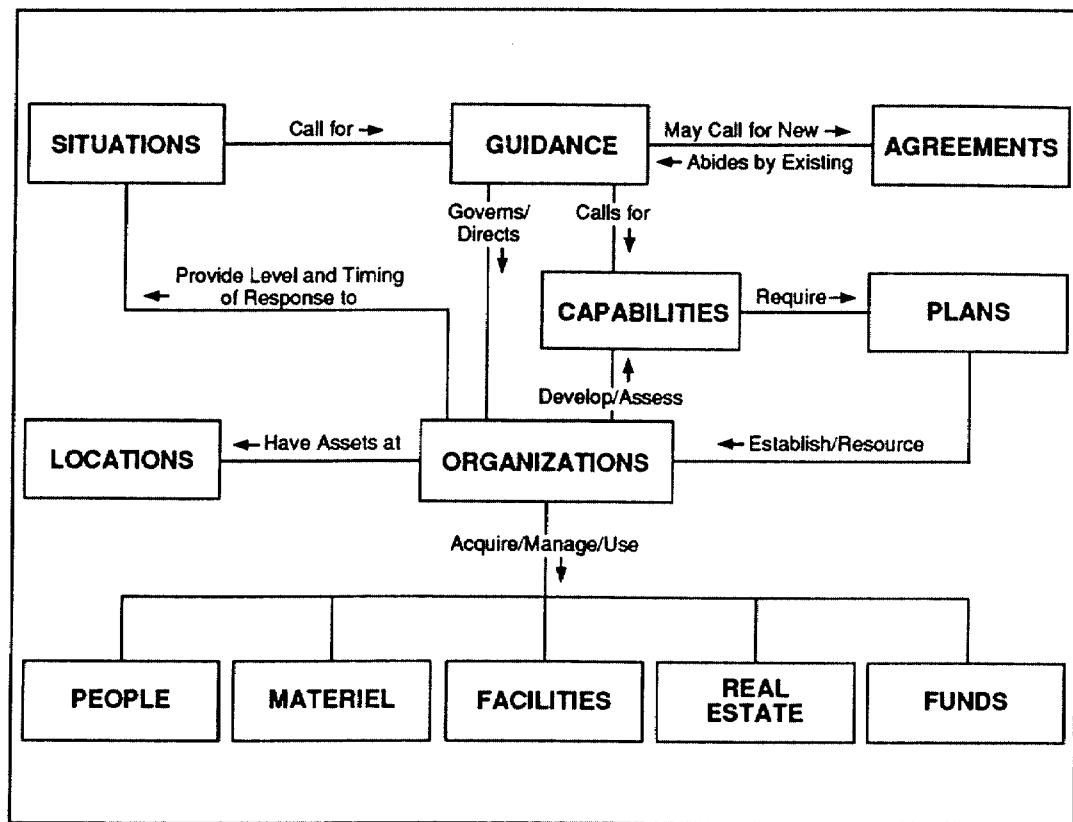 SITUATIONS
Call for →
GUIDANCE
May Call for New →
← Abides by Existing
AGREEMENTS
Governs/
Directs
Calls for
Provide Level and Timing
of Response to
CAPABILITIES
Require →
PLANS
Develop/Assess
LOCATIONS
← Have Assets at
ORGANIZATIONS
← Establish/Resource
Acquire/Manage/Use
PEOPLE
MATERIEL
FACILITIES
REAL
ESTATE
FUNDS